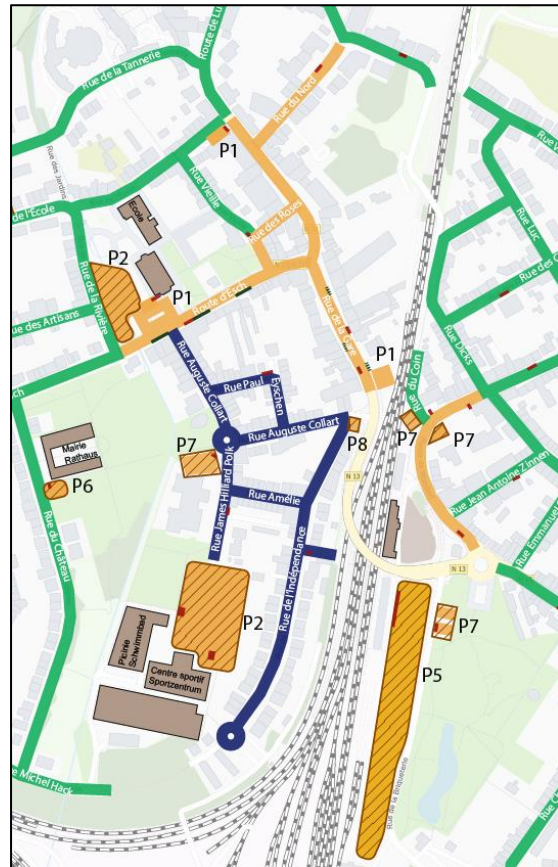 Route de Lu
Rue de la Tannerie
Rue du Nord
P1
Rue V
Rue des Jardins
Rue Vieille
Ecole
de l'Ecole
Rue des Roses
Rue Luc
P2
Rue de la Rivière
P1
Route d'Esch
Rue des C
Rue des Artisans
Rue de la Gare
Rue Dicks
ch
Rue Auguste Collart
Rue Paul
Eyschen
P1
Rue du Coin
Rue Auguste Collart
P8
P7
P7
Mairie
Rathaus
P7
N 13
P6
Rue James Hilliard Polk
Rue Amélie
Rue Jean Antoine Zinnen
Rue du Château
Rue Emmanuel
Rue de l'Indépendance
N 13
P2
P7
Piscine
Schwimmbad
P5
Centre sportif
Sportzentrum
Rue de la Briqueterie
e Michel Hack
Rue C